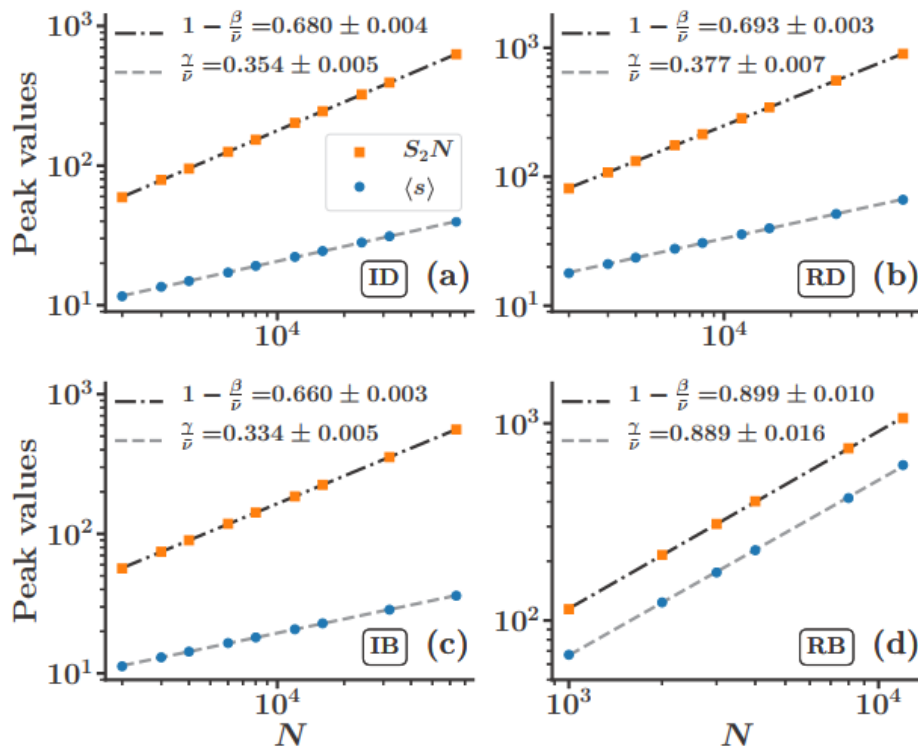 10³
10²
10¹
Peak values
1 − β/ν̄ =0.680 ± 0.004
γ/ν̄ =0.354 ± 0.005
S₂N
⟨s⟩
ID (a)
10⁴
10³
10²
10¹
1 − β/ν̄ =0.693 ± 0.003
γ/ν̄ =0.377 ± 0.007
RD (b)
10⁴
10³
10²
10¹
Peak values
1 − β/ν̄ =0.660 ± 0.003
γ/ν̄ =0.334 ± 0.005
IB (c)
10⁴
N
10³
10²
1 − β/ν̄ =0.899 ± 0.010
γ/ν̄ =0.889 ± 0.016
RB (d)
10³ 10⁴
N